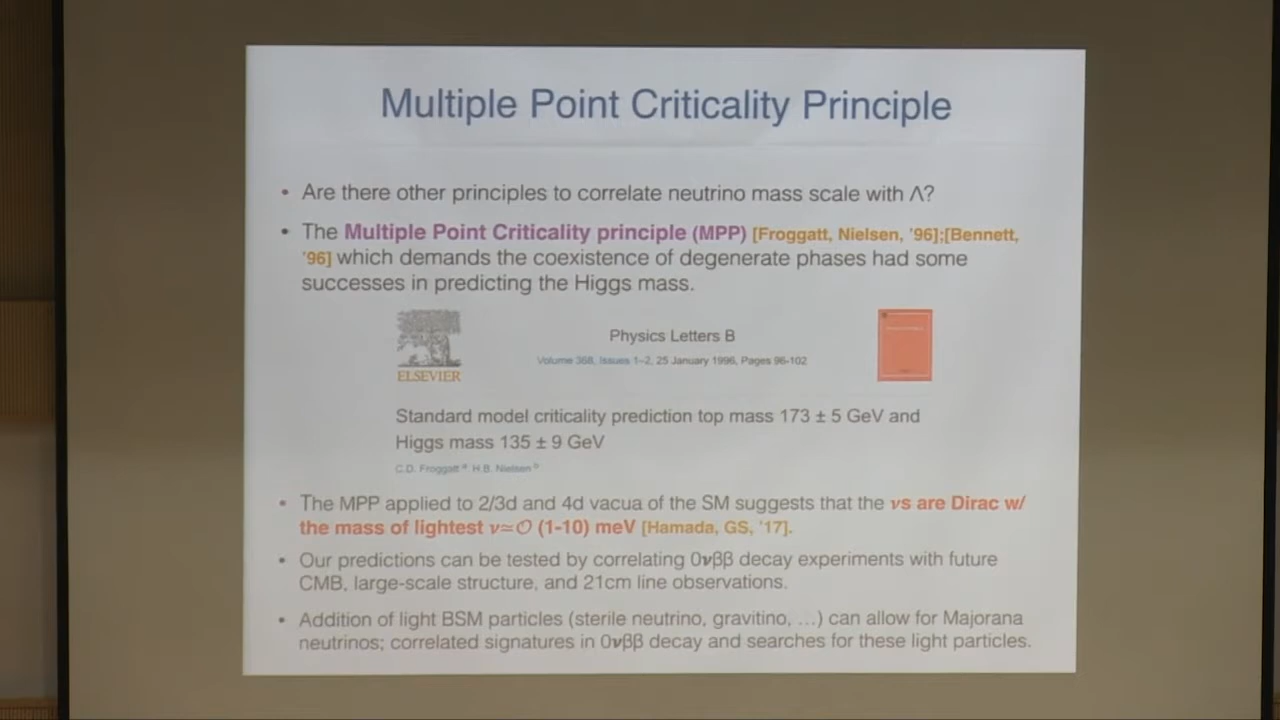 Multiple Point Criticality Principle
• Are there other principles to correlate neutrino mass scale with Λ?
• The Multiple Point Criticality principle (MPP) [Froggatt, Nielsen, '96];[Bennett,
'96] which demands the coexistence of degenerate phases had some
successes in predicting the Higgs mass.
ELSEVIER
Physics Letters B
Volume 368, Issues 1–2, 25 January 1996, Pages 96-102
Standard model criticality prediction top mass 173 ± 5 GeV and
Higgs mass 135 ± 9 GeV
C.D. Froggatt ª, H.B. Nielsen ᵇ
• The MPP applied to 2/3d and 4d vacua of the SM suggests that the νs are Dirac w/
the mass of lightest ν≃𝒪 (1-10) meV [Hamada, GS, '17].
• Our predictions can be tested by correlating 0νββ decay experiments with future
CMB, large-scale structure, and 21cm line observations.
• Addition of light BSM particles (sterile neutrino, gravitino, …) can allow for Majorana
neutrinos; correlated signatures in 0νββ decay and searches for these light particles.